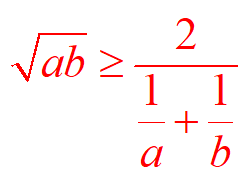 √ab ≥ 2/(1/a + 1/b)